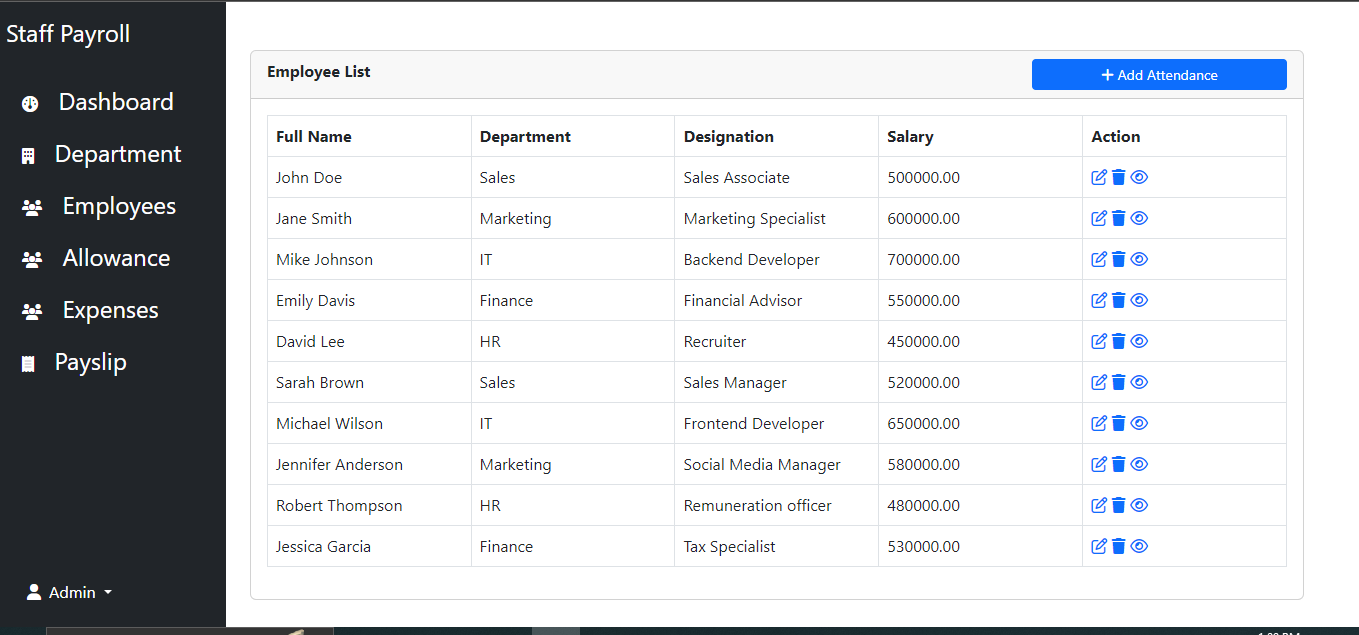 Staff Payroll
Dashboard
Department
Employees
Allowance
Expenses
Payslip
Admin
Employee List
Add Attendance
Full Name Department Designation Salary Action
John Doe Sales Sales Associate 500000.00
Jane Smith Marketing Marketing Specialist 600000.00
Mike Johnson IT Backend Developer 700000.00
Emily Davis Finance Financial Advisor 550000.00
David Lee HR Recruiter 450000.00
Sarah Brown Sales Sales Manager 520000.00
Michael Wilson IT Frontend Developer 650000.00
Jennifer Anderson Marketing Social Media Manager 580000.00
Robert Thompson HR Remuneration officer 480000.00
Jessica Garcia Finance Tax Specialist 530000.00